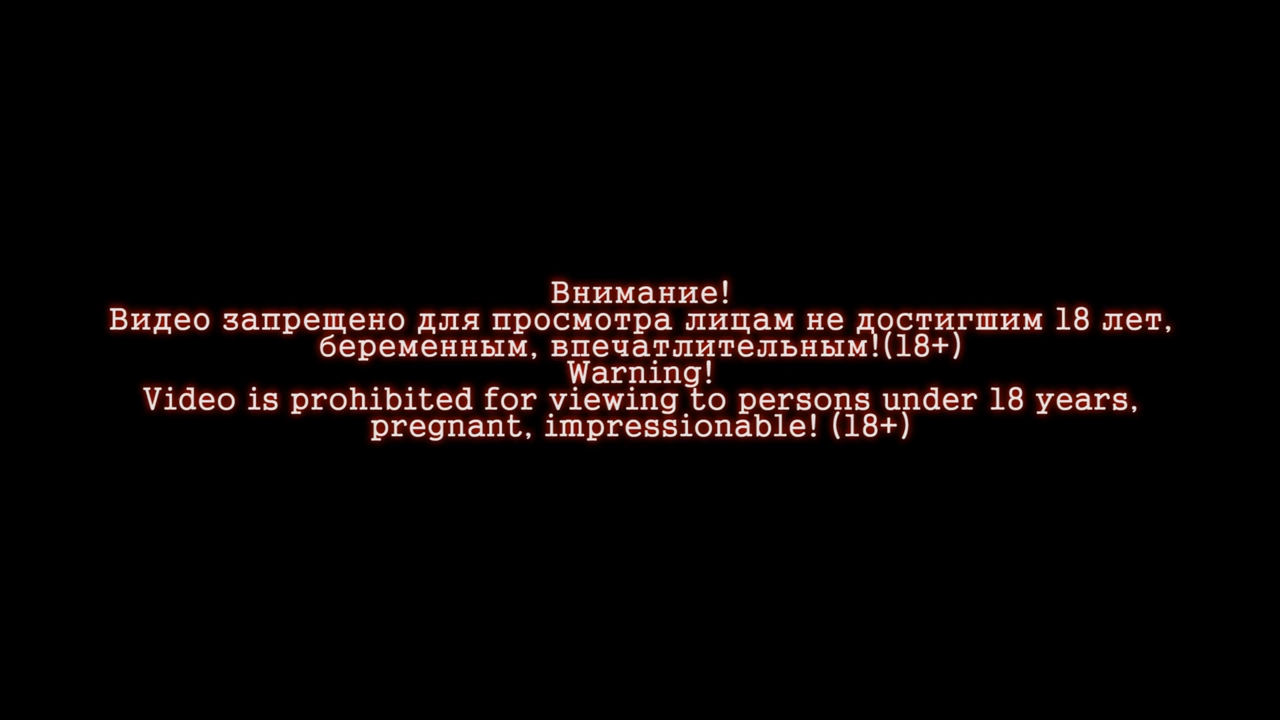 Внимание!
Видео запрещено для просмотра лицам не достигшим 18 лет,
беременным, впечатлительным!(18+)
Warning!
Video is prohibited for viewing to persons under 18 years,
pregnant, impressionable! (18+)